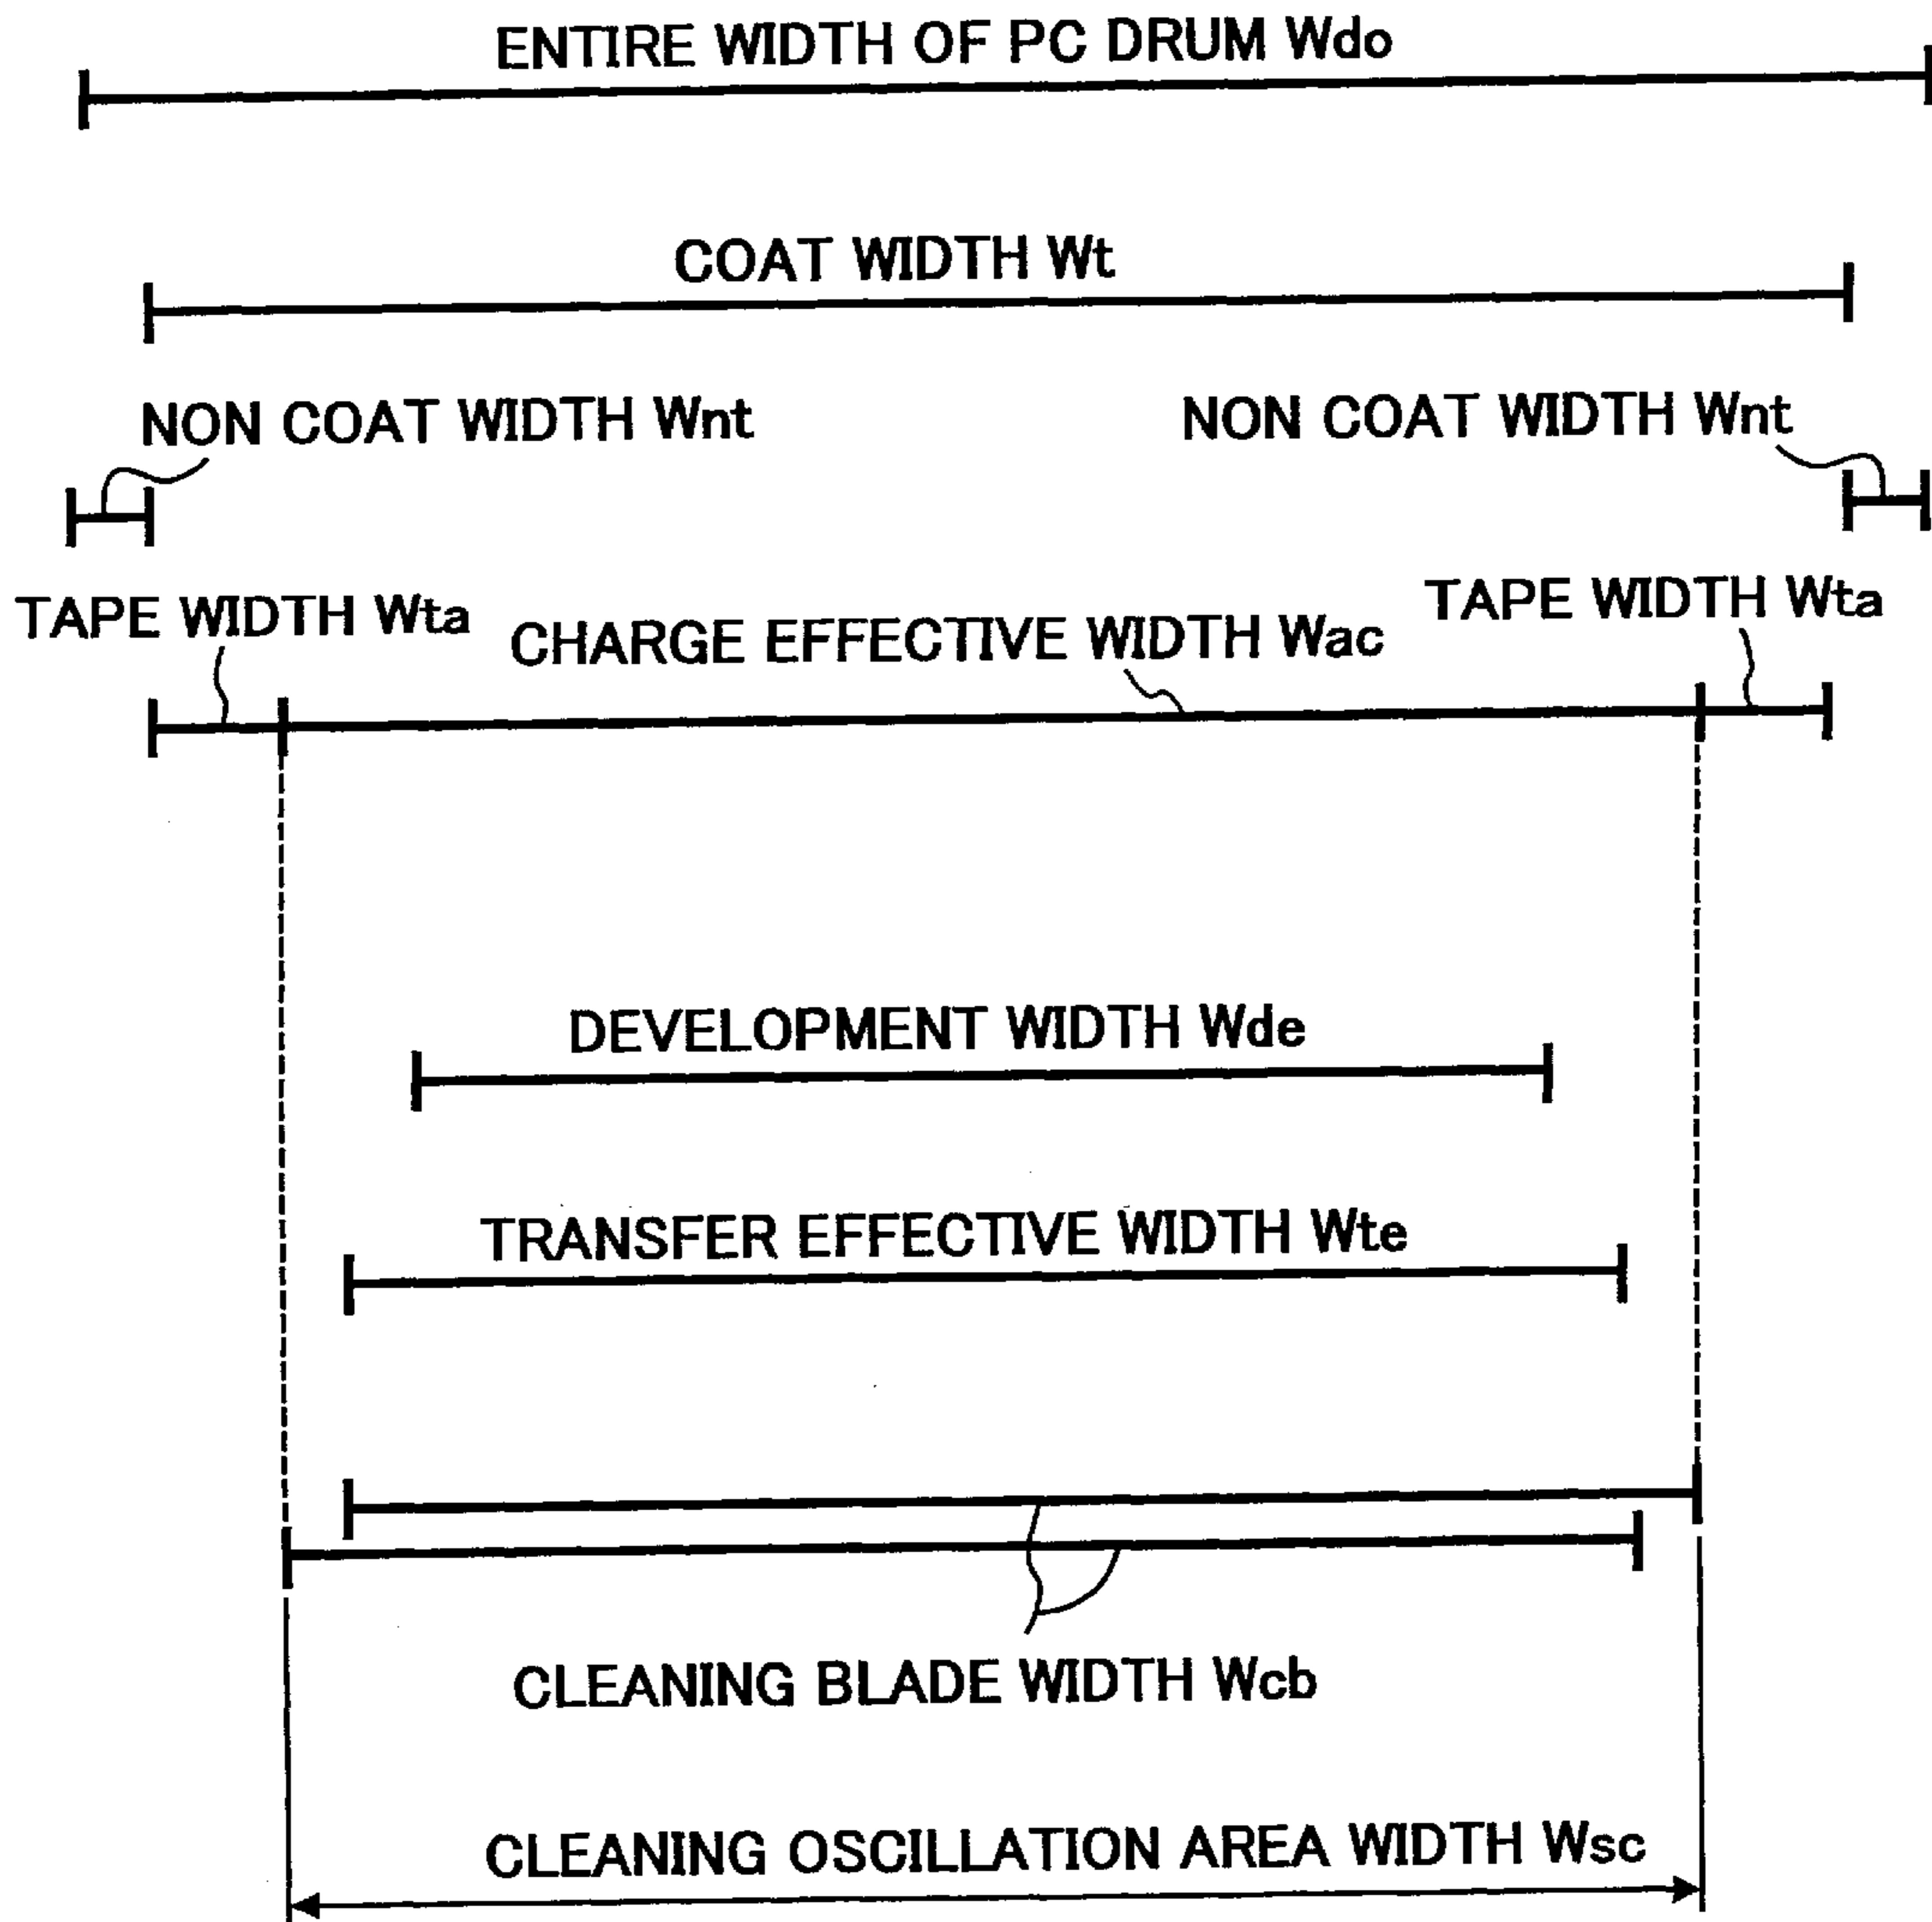 ENTIRE WIDTH OF PC DRUM Wdo
COAT WIDTH Wt
NON COAT WIDTH Wnt
NON COAT WIDTH Wnt
TAPE WIDTH Wta
CHARGE EFFECTIVE WIDTH Wac
TAPE WIDTH Wta
DEVELOPMENT WIDTH Wde
TRANSFER EFFECTIVE WIDTH Wte
CLEANING BLADE WIDTH Wcb
CLEANING OSCILLATION AREA WIDTH Wsc